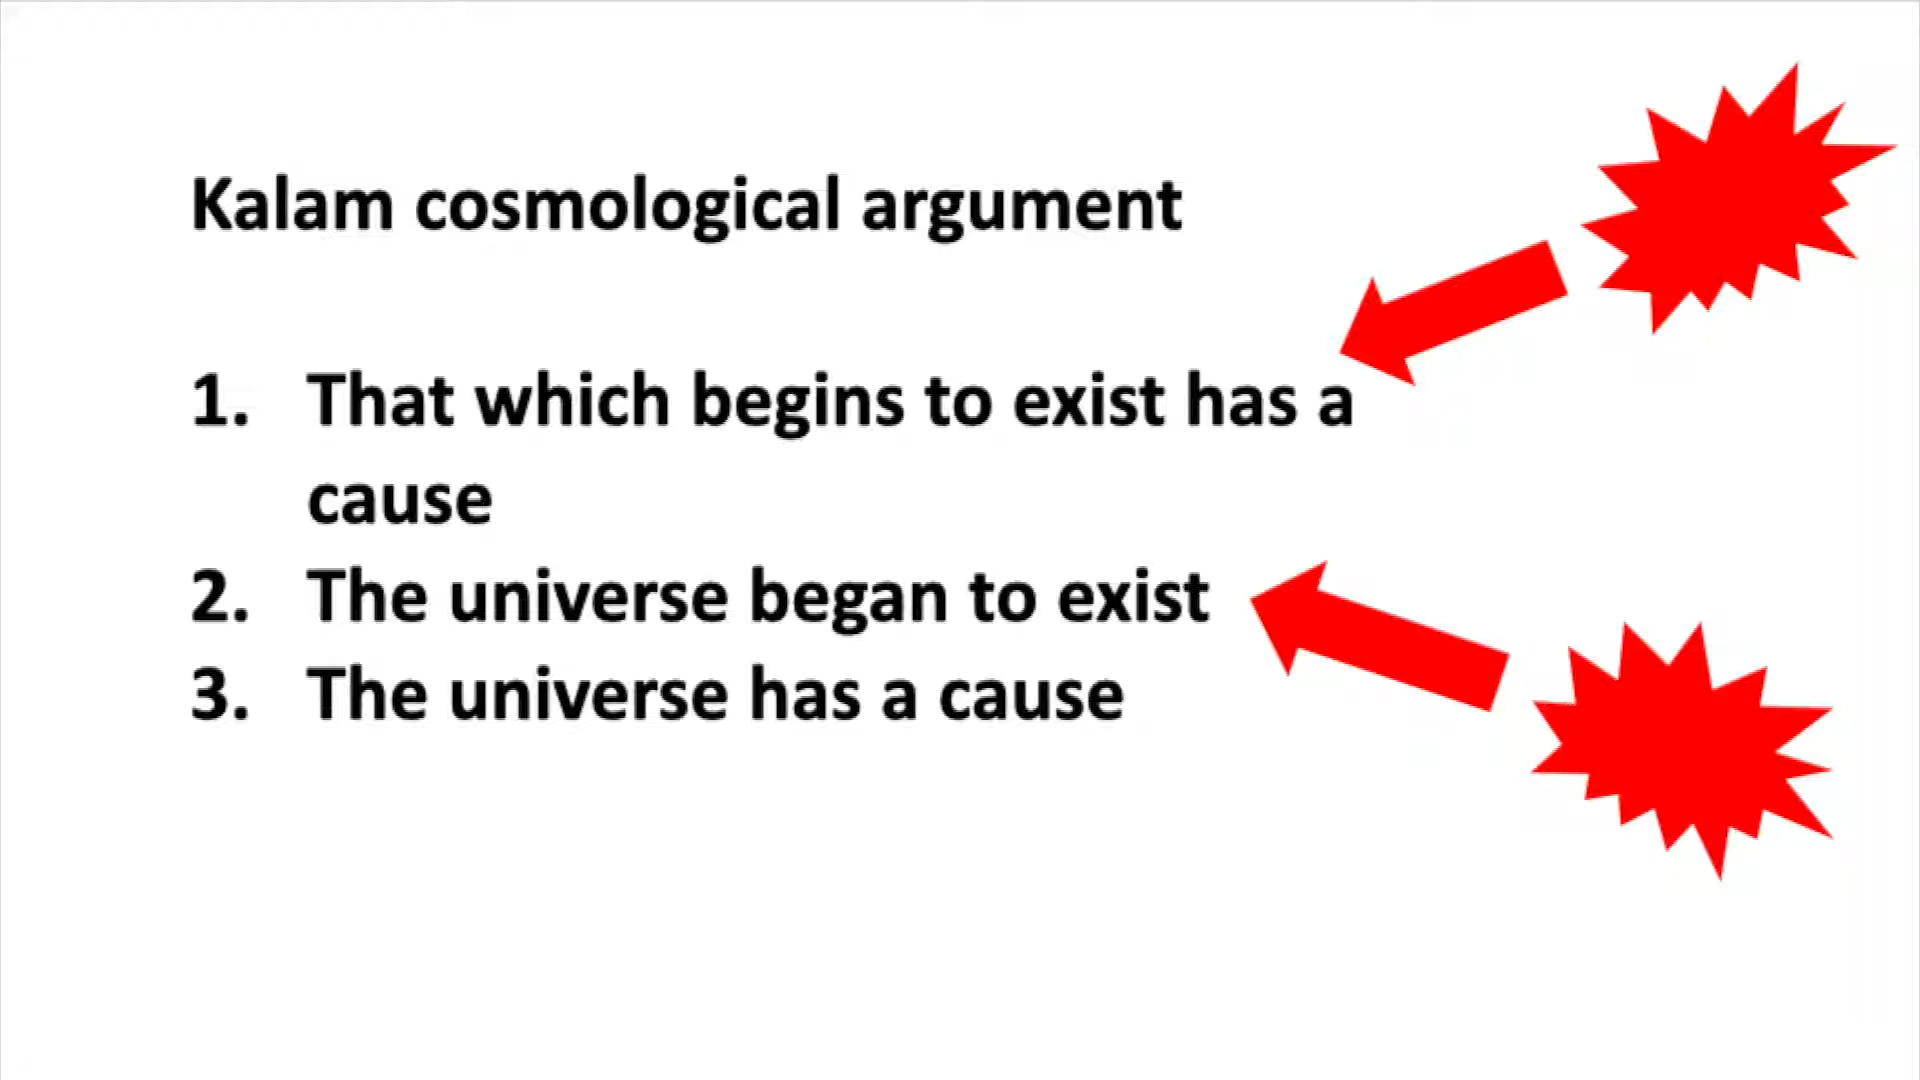 Kalam cosmological argument
1. That which begins to exist has a
cause
2. The universe began to exist
3. The universe has a cause